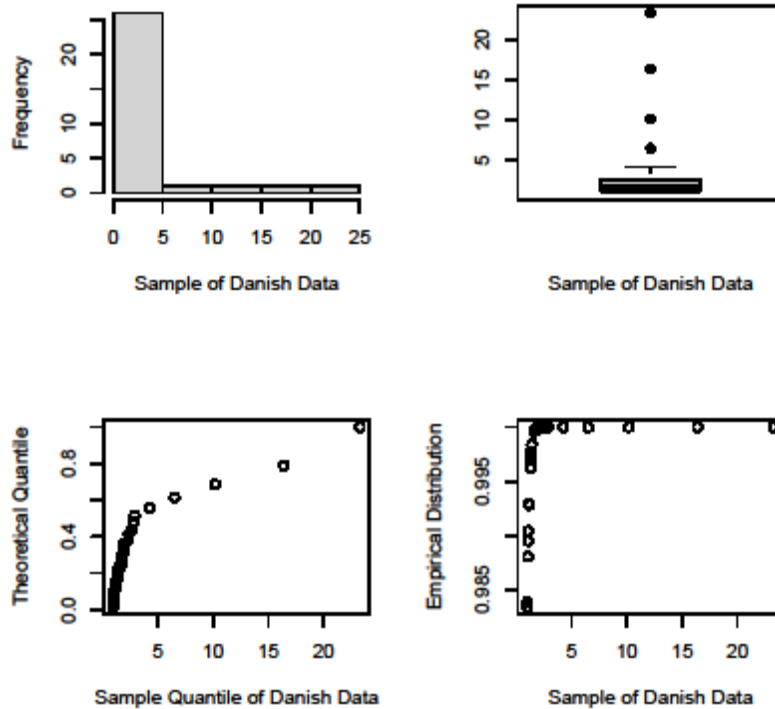 Frequency
0 5 10 20
0 5 10 15 20 25
Sample of Danish Data
5 10 15 20
Sample of Danish Data
Theoretical Quantile
0.0 0.4 0.8
5 10 15 20
Sample Quantile of Danish Data
Empirical Distribution
0.985 0.995
5 10 15 20
Sample of Danish Data